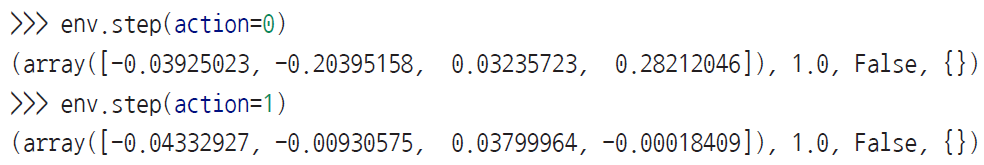 >>> env.step(action=0)
(array([-0.03925023, -0.20395158,  0.03235723,  0.28212046]), 1.0, False, {})
>>> env.step(action=1)
(array([-0.04332927, -0.00930575,  0.03799964, -0.00018409]), 1.0, False, {})